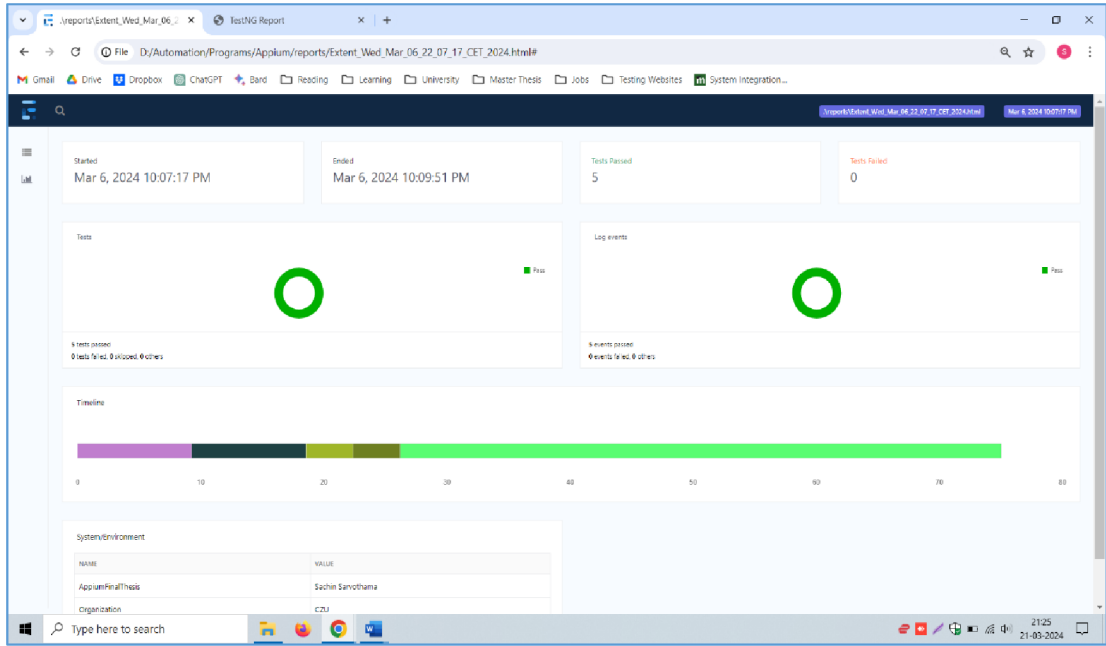 .\reports\Extent_Wed_Mar_06_2
TestNG Report
File D:/Automation/Programs/Appium/reports/Extent_Wed_Mar_06_22_07_17_CET_2024.html#
S
Gmail Drive Dropbox ChatGPT Bard Reading Learning University Master Thesis Jobs Testing Websites System Integration...
.\reports\Extent_Wed_Mar_06_22_07_17_CET_2024.html Mar 6, 2024 10:07:17 PM
Started
Mar 6, 2024 10:07:17 PM
Ended
Mar 6, 2024 10:09:51 PM
Tests Passed
5
Tests Failed
0
Tests
Pass
5 tests passed
0 tests failed, 0 skipped, 0 others
Log events
Pass
5 events passed
0 events failed, 0 others
Timeline
0 10 20 30 40 50 60 70 80
System/Environment
NAME VALUE
AppiumFinalThesis Sachin Sarvothama
Organization CZU
Type here to search
21:25
21-03-2024